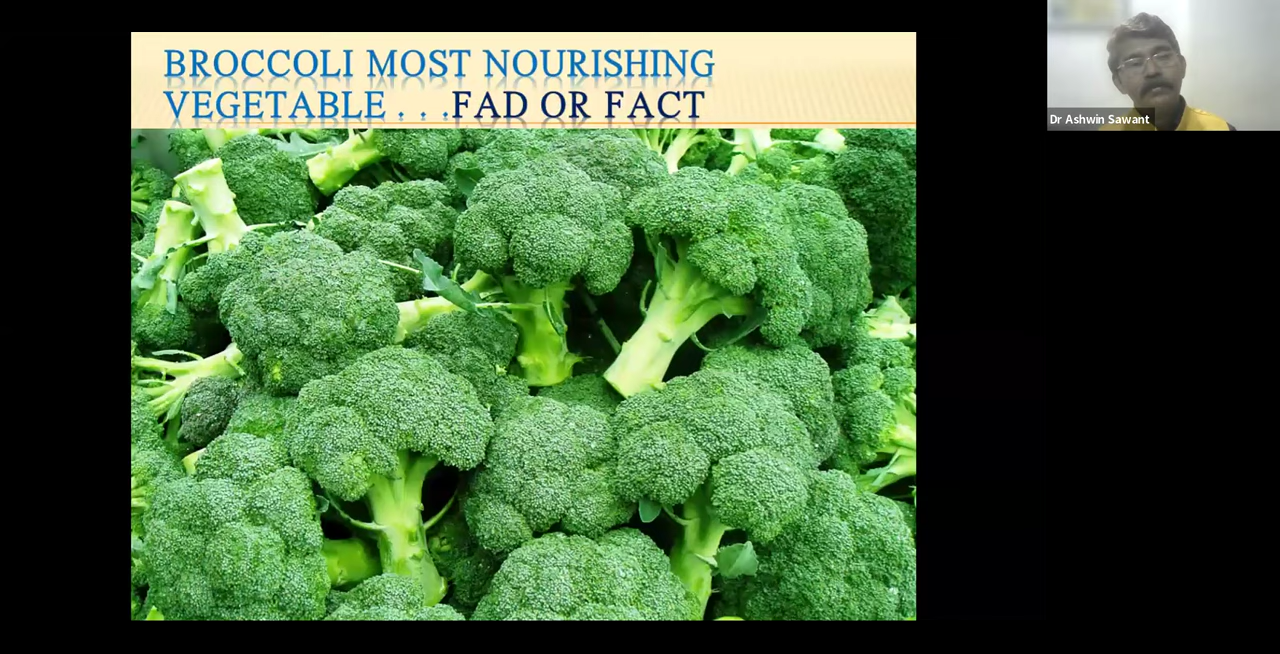 BROCCOLI MOST NOURISHING
VEGETABLE . . .FAD OR FACT
Dr Ashwin Sawant